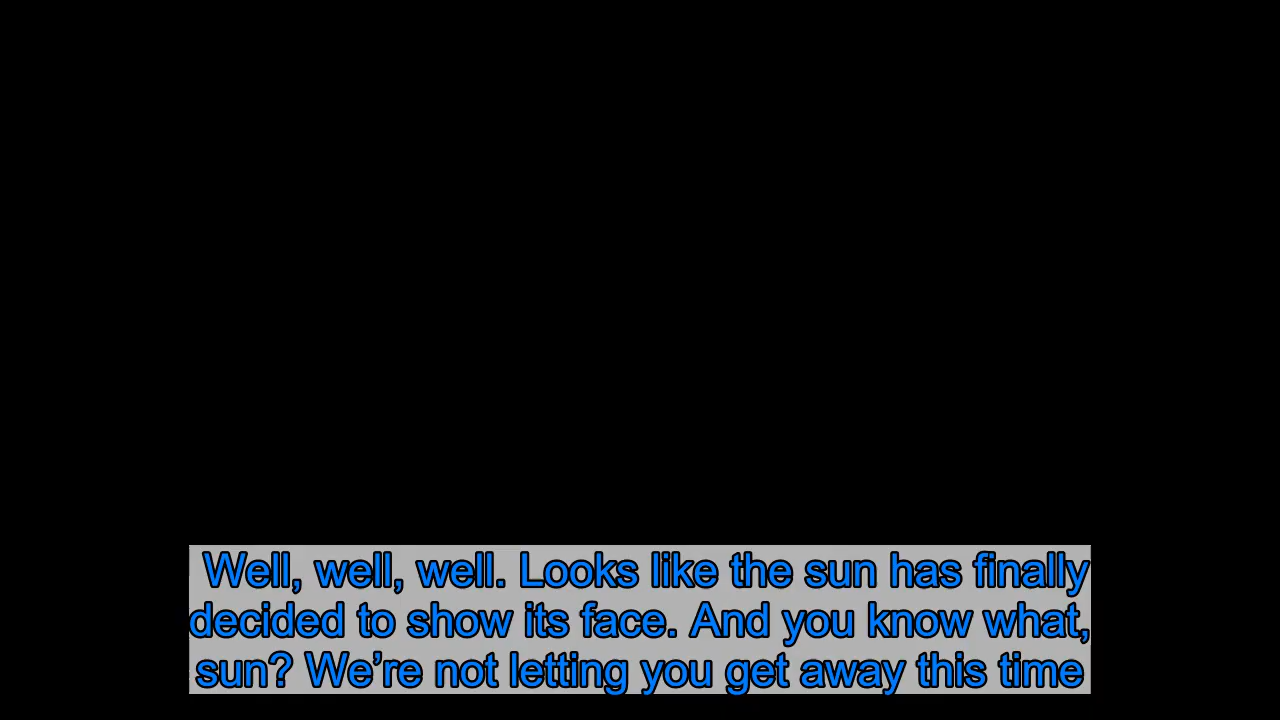 Well, well, well. Looks like the sun has finally
decided to show its face. And you know what,
sun? We’re not letting you get away this time